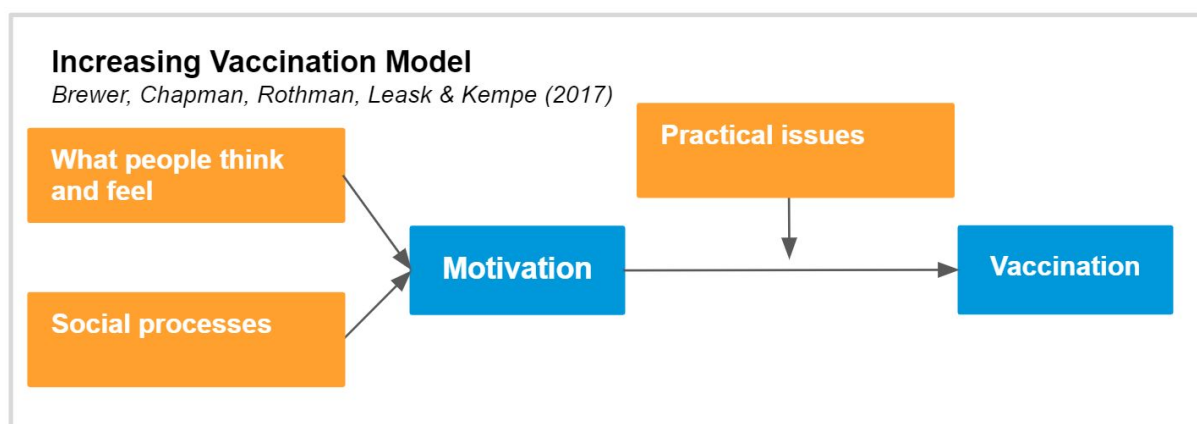 Increasing Vaccination Model
Brewer, Chapman, Rothman, Leask & Kempe (2017)
What people think
and feel
Social processes
Motivation
Practical issues
Vaccination